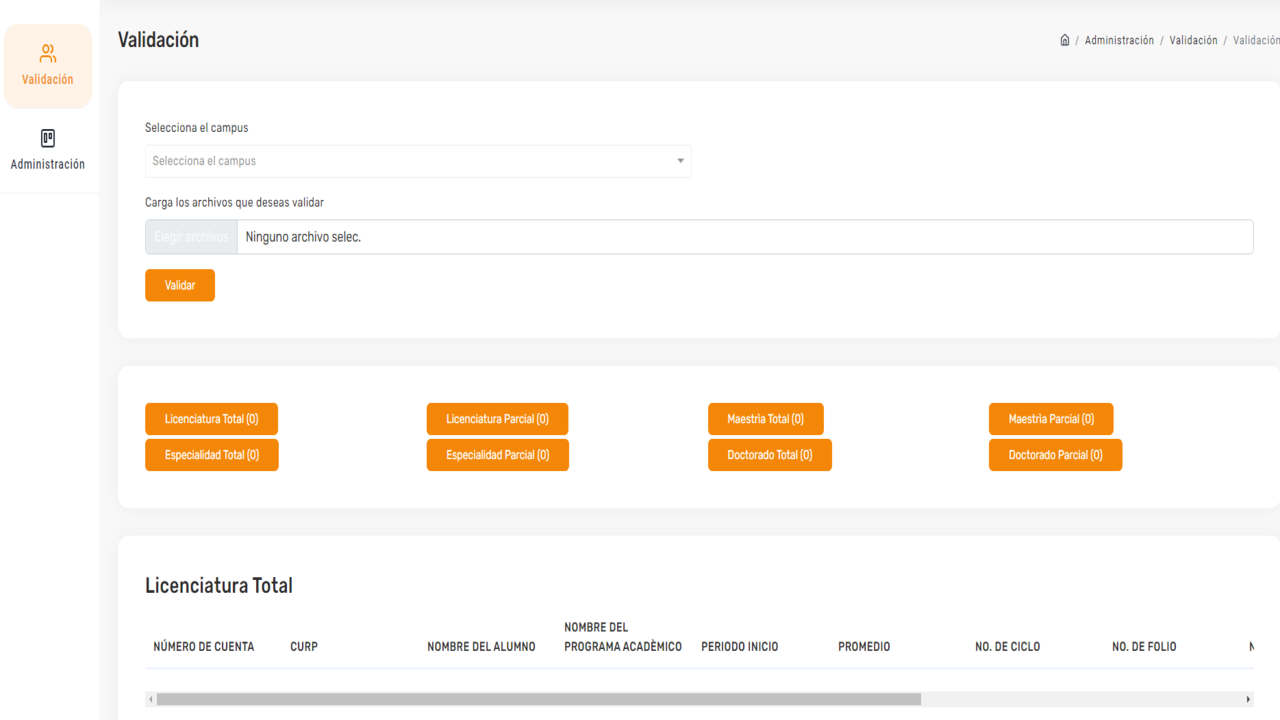 Validación
Administración
Validación
/ Administración / Validación / Validación
Selecciona el campus
Selecciona el campus
Carga los archivos que deseas validar
Elegir archivos Ninguno archivo selec.
Validar
Licenciatura Total (0) Licenciatura Parcial (0) Maestrìa Total (0) Maestrìa Parcial (0)
Especialidad Total (0) Especialidad Parcial (0) Doctorado Total (0) Doctorado Parcial (0)
Licenciatura Total
NÚMERO DE CUENTA CURP NOMBRE DEL ALUMNO NOMBRE DEL PROGRAMA ACADÈMICO PERIODO INICIO PROMEDIO NO. DE CICLO NO. DE FOLIO